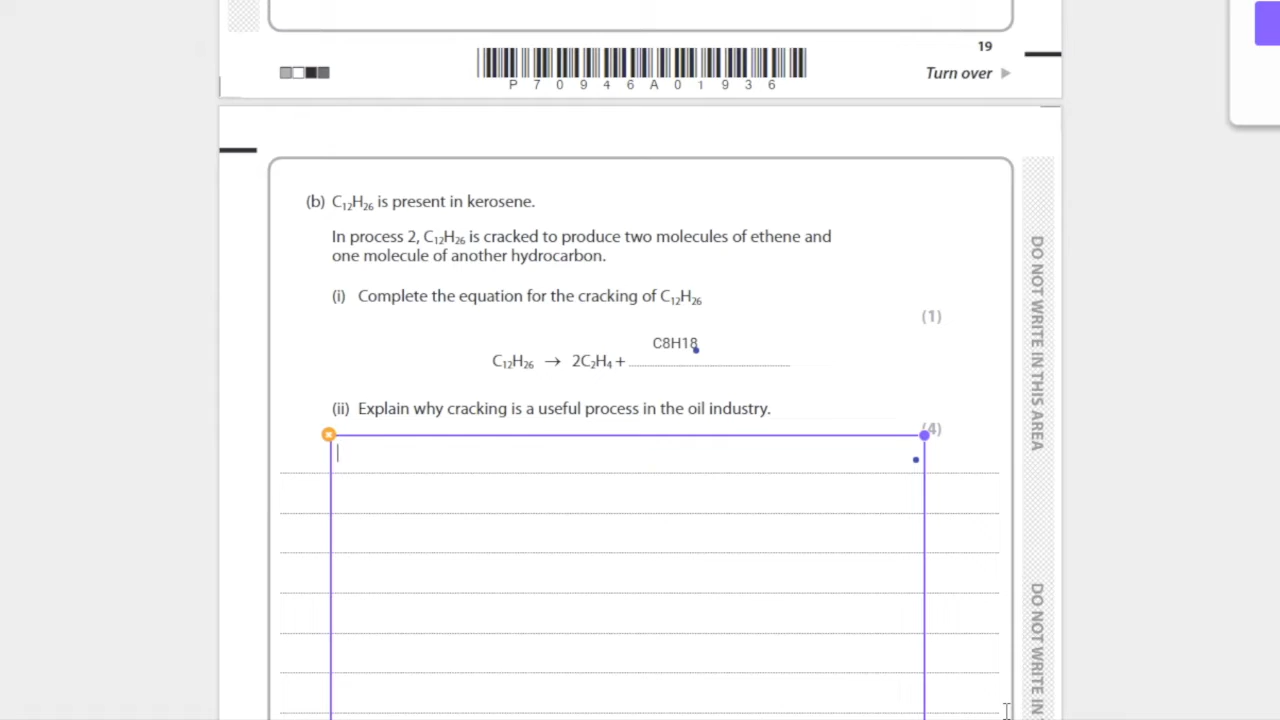 19
P 7 0 9 4 6 A 0 1 9 3 6
Turn over
(b) C₁₂H₂₆ is present in kerosene.
In process 2, C₁₂H₂₆ is cracked to produce two molecules of ethene and
one molecule of another hydrocarbon.
(i) Complete the equation for the cracking of C₁₂H₂₆
(1)
C8H18
C₁₂H₂₆ → 2C₂H₄ +
(ii) Explain why cracking is a useful process in the oil industry.
(4)
DO NOT WRITE IN THIS AREA
DO NOT WRITE IN